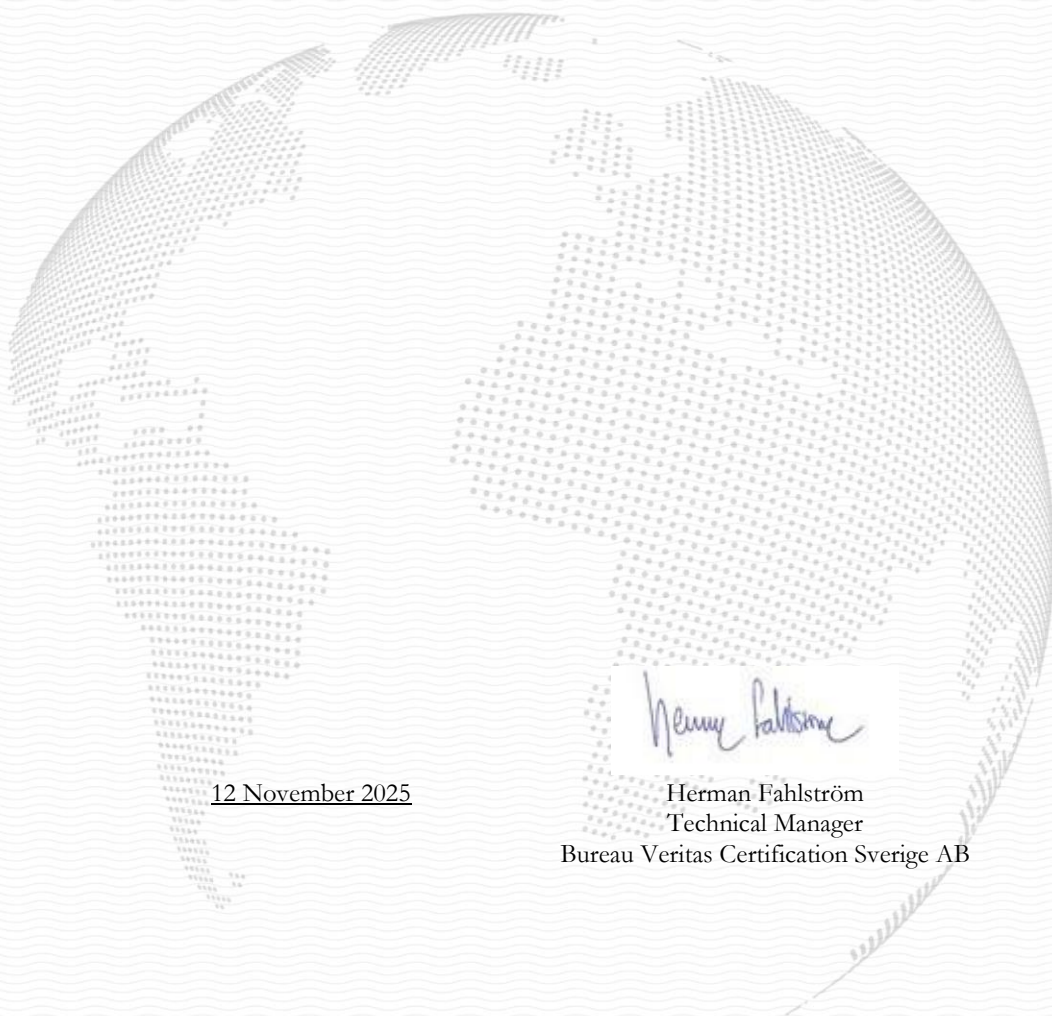 12 November 2025
Herman Fahlström
Technical Manager
Bureau Veritas Certification Sverige AB